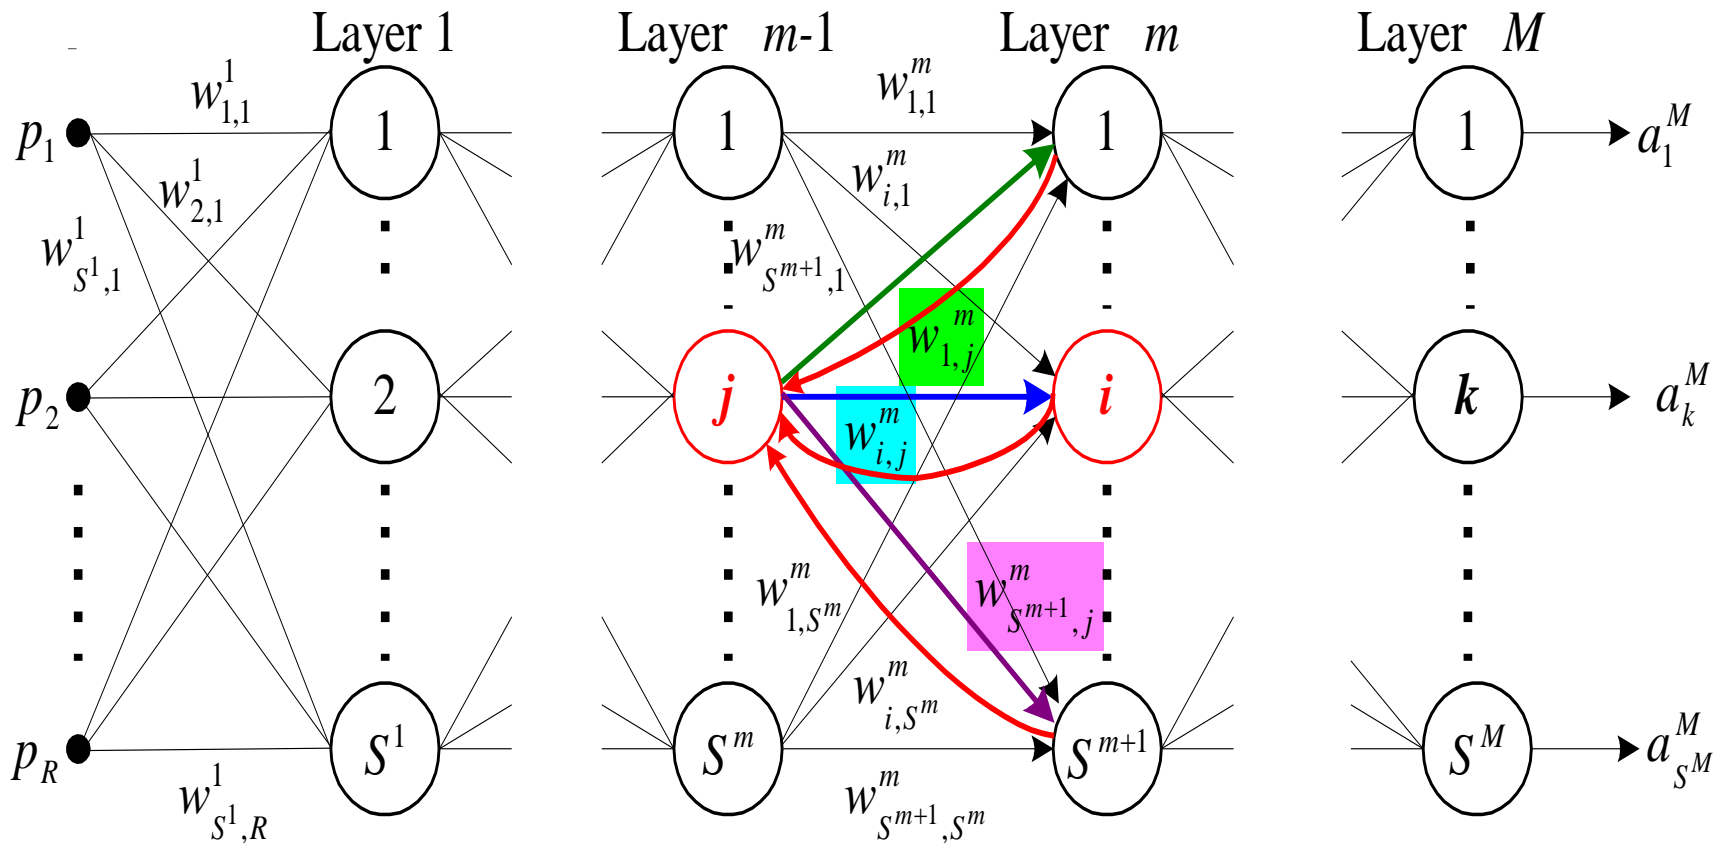 Layer 1 Layer m-1 Layer m Layer M
w^1_{1,1} w^m_{1,1}
p_1 1 1 1 1 a^M_1
w^1_{2,1} w^m_{i,1}
w^1_{S^1,1} w^m_{S^{m+1},1}
w^m_{1,j}
p_2 2 j i k a^M_k
w^m_{i,j}
w^m_{1,S^m} w^m_{S^{m+1},j}
w^m_{i,S^m}
p_R S^1 S^m S^{m+1} S^M a^M_{S^M}
w^1_{S^1,R} w^m_{S^{m+1},S^m}